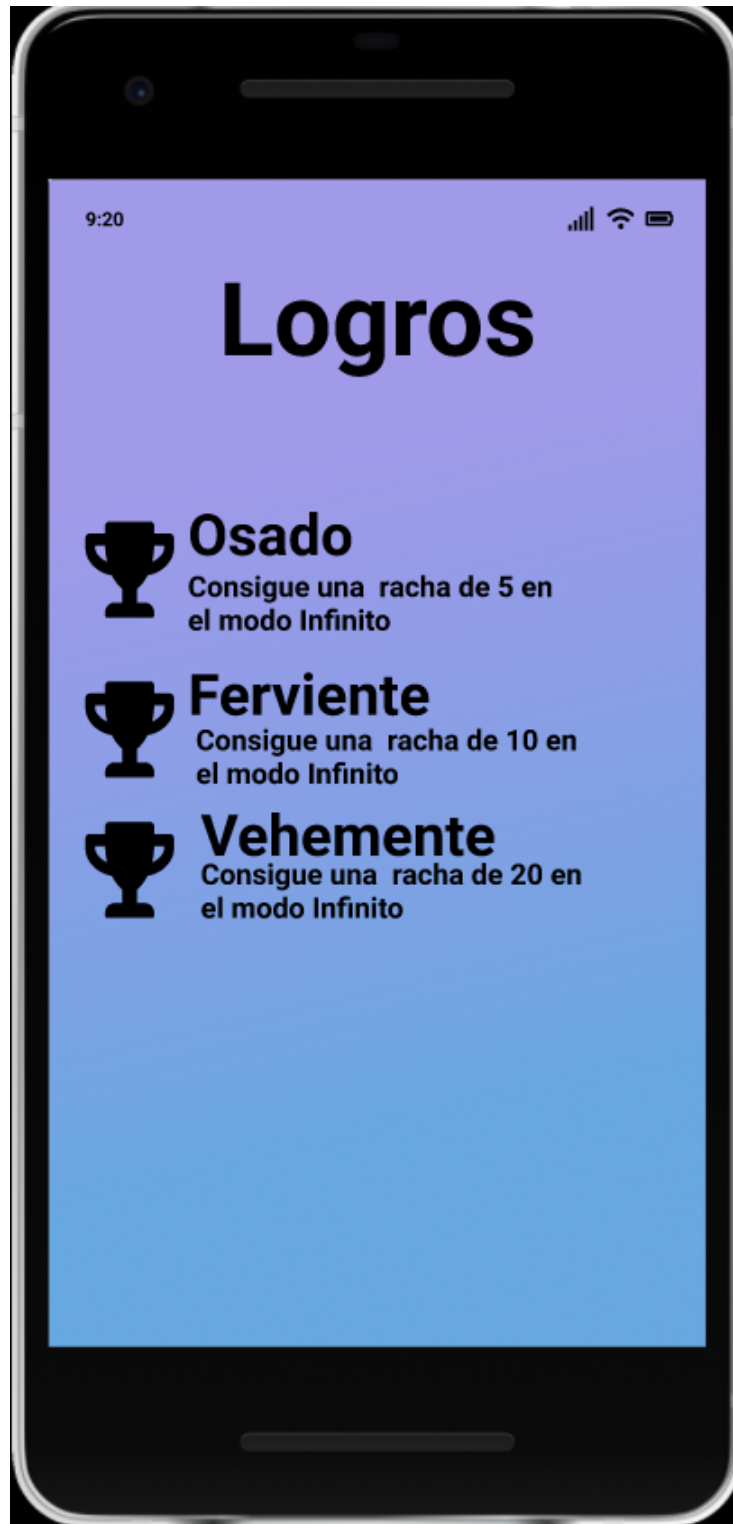 9:20
Logros
Osado
Consigue una  racha de 5 en
el modo Infinito
Ferviente
Consigue una  racha de 10 en
el modo Infinito
Vehemente
Consigue una  racha de 20 en
el modo Infinito